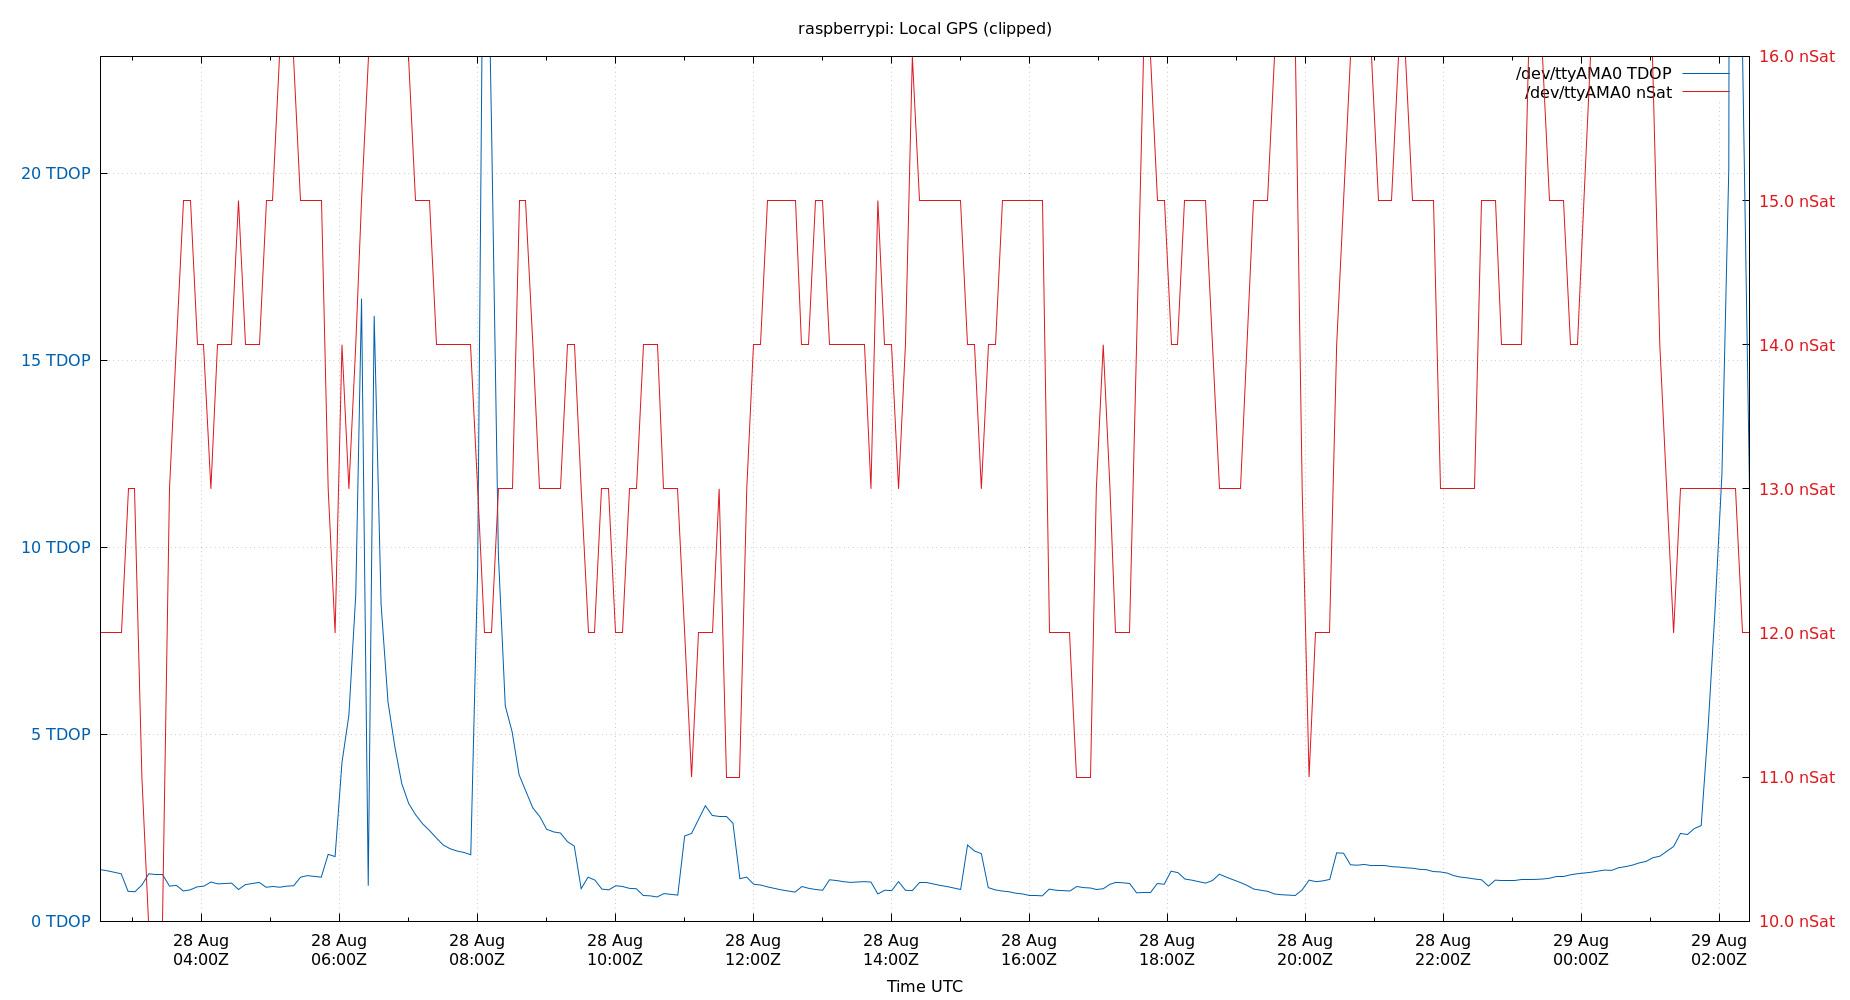 raspberrypi: Local GPS (clipped)
/dev/ttyAMA0 TDOP
/dev/ttyAMA0 nSat
20 TDOP
15 TDOP
10 TDOP
5 TDOP
0 TDOP
16.0 nSat
15.0 nSat
14.0 nSat
13.0 nSat
12.0 nSat
11.0 nSat
10.0 nSat
28 Aug 28 Aug 28 Aug 28 Aug 28 Aug 28 Aug 28 Aug 28 Aug 28 Aug 28 Aug 29 Aug 29 Aug
04:00Z 06:00Z 08:00Z 10:00Z 12:00Z 14:00Z 16:00Z 18:00Z 20:00Z 22:00Z 00:00Z 02:00Z
Time UTC